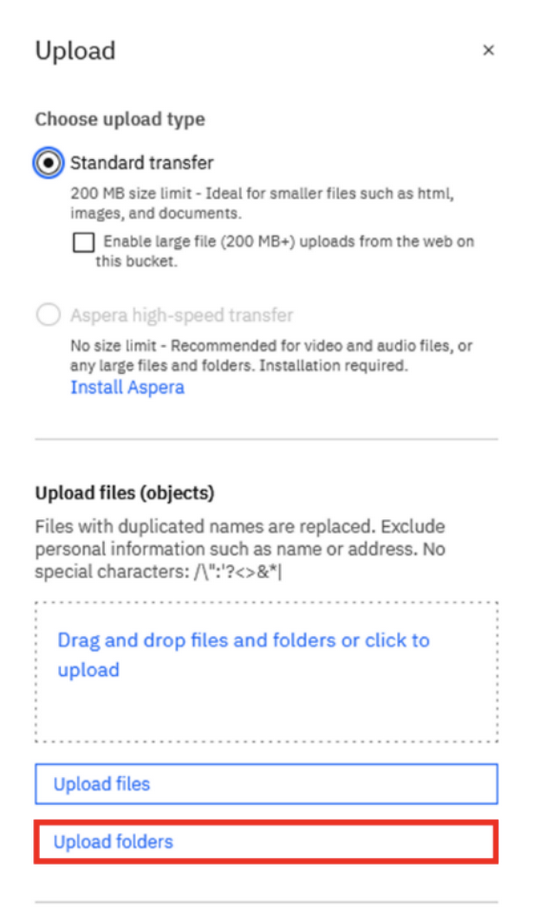 Upload
×
Choose upload type
Standard transfer
200 MB size limit - Ideal for smaller files such as html,
images, and documents.
Enable large file (200 MB+) uploads from the web on
this bucket.
Aspera high-speed transfer
No size limit - Recommended for video and audio files, or
any large files and folders. Installation required.
Install Aspera
Upload files (objects)
Files with duplicated names are replaced. Exclude
personal information such as name or address. No
special characters: /\":'?<>&*|
Drag and drop files and folders or click to
upload
Upload files
Upload folders